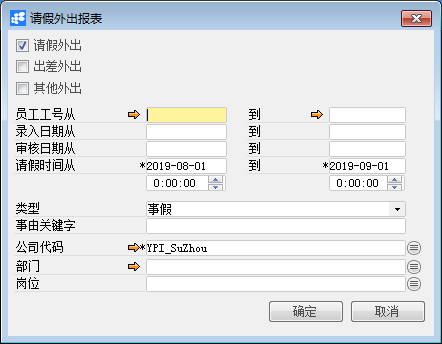 请假外出报表
请假外出
出差外出
其他外出
员工工号从 到
录入日期从 到
审核日期从 到
请假时间从 *2019-08-01 到 *2019-09-01
0:00:00 0:00:00
类型 事假
事由关键字
公司代码 *YPI_SuZhou
部门
岗位
确定 取消